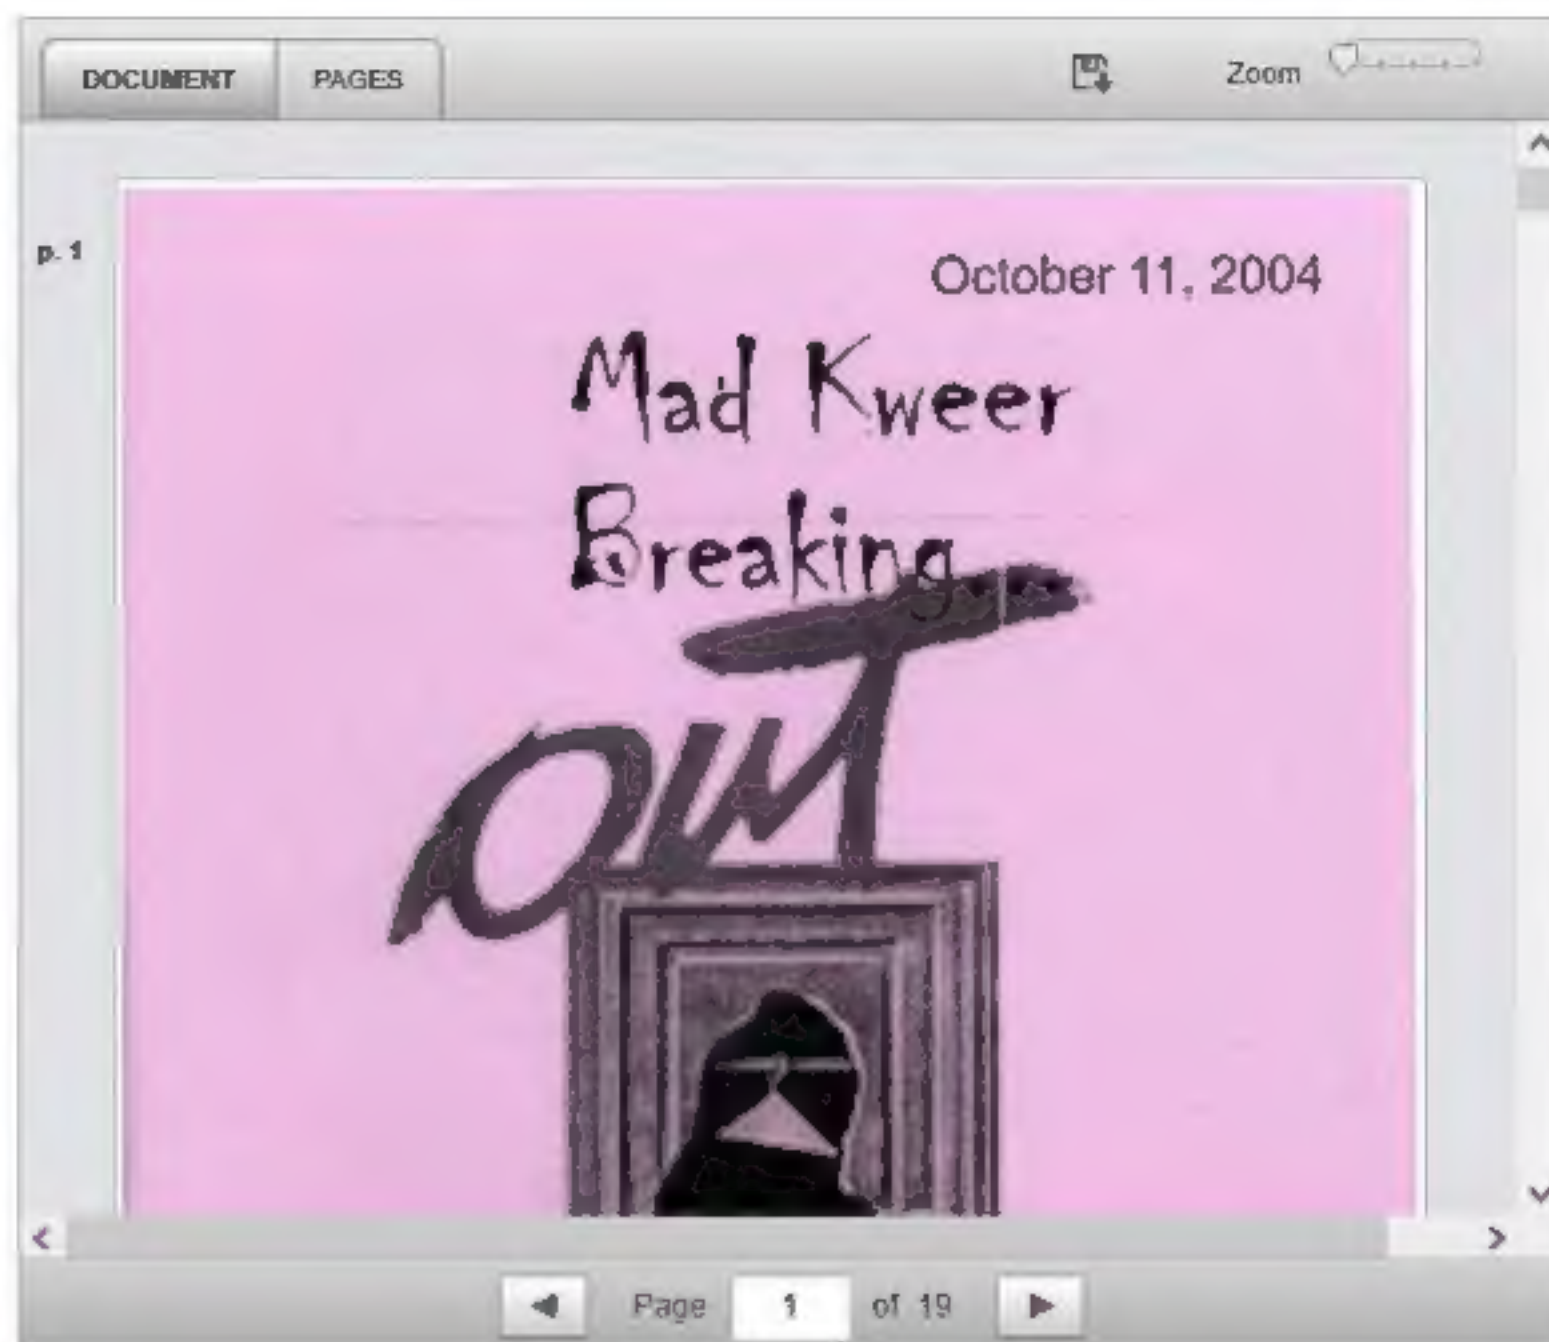 DOCUMENT PAGES Zoom
p. 1
October 11, 2004
Mad Kweer
Breaking
OUT
Page 1 of 19